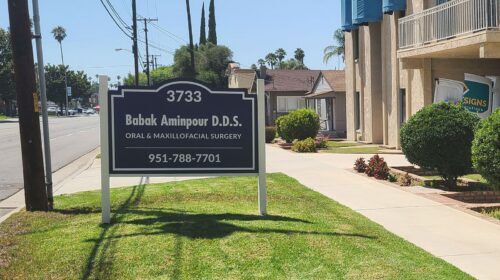 3733
Babak Aminpour D.D.S.
ORAL & MAXILLOFACIAL SURGERY
951-788-7701
SIGNS